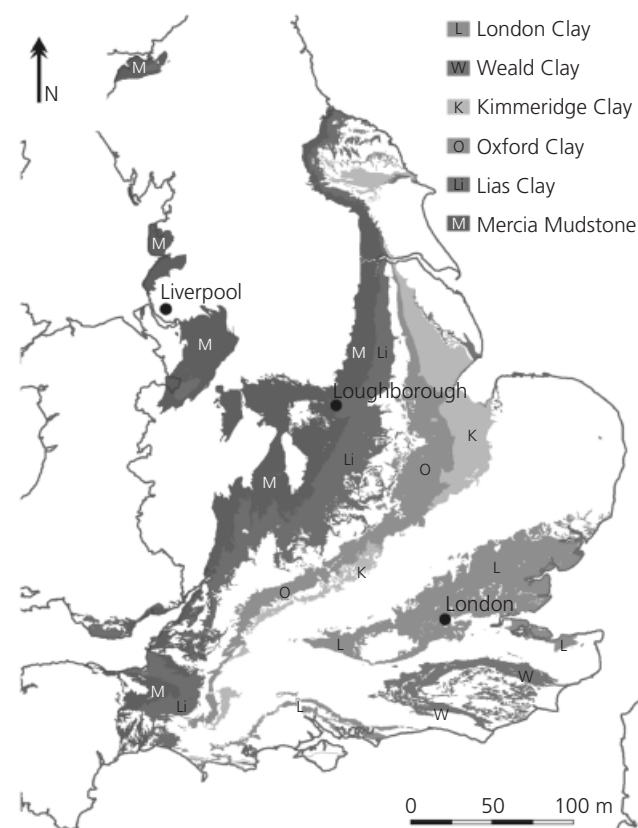 N
L London Clay
W Weald Clay
K Kimmeridge Clay
O Oxford Clay
Li Lias Clay
M Mercia Mudstone
M
M
Liverpool
M
M Li
Loughborough
K
Li
O
M
K
L
O
London
L
L
W
M
L
Li
W
0 50 100 m